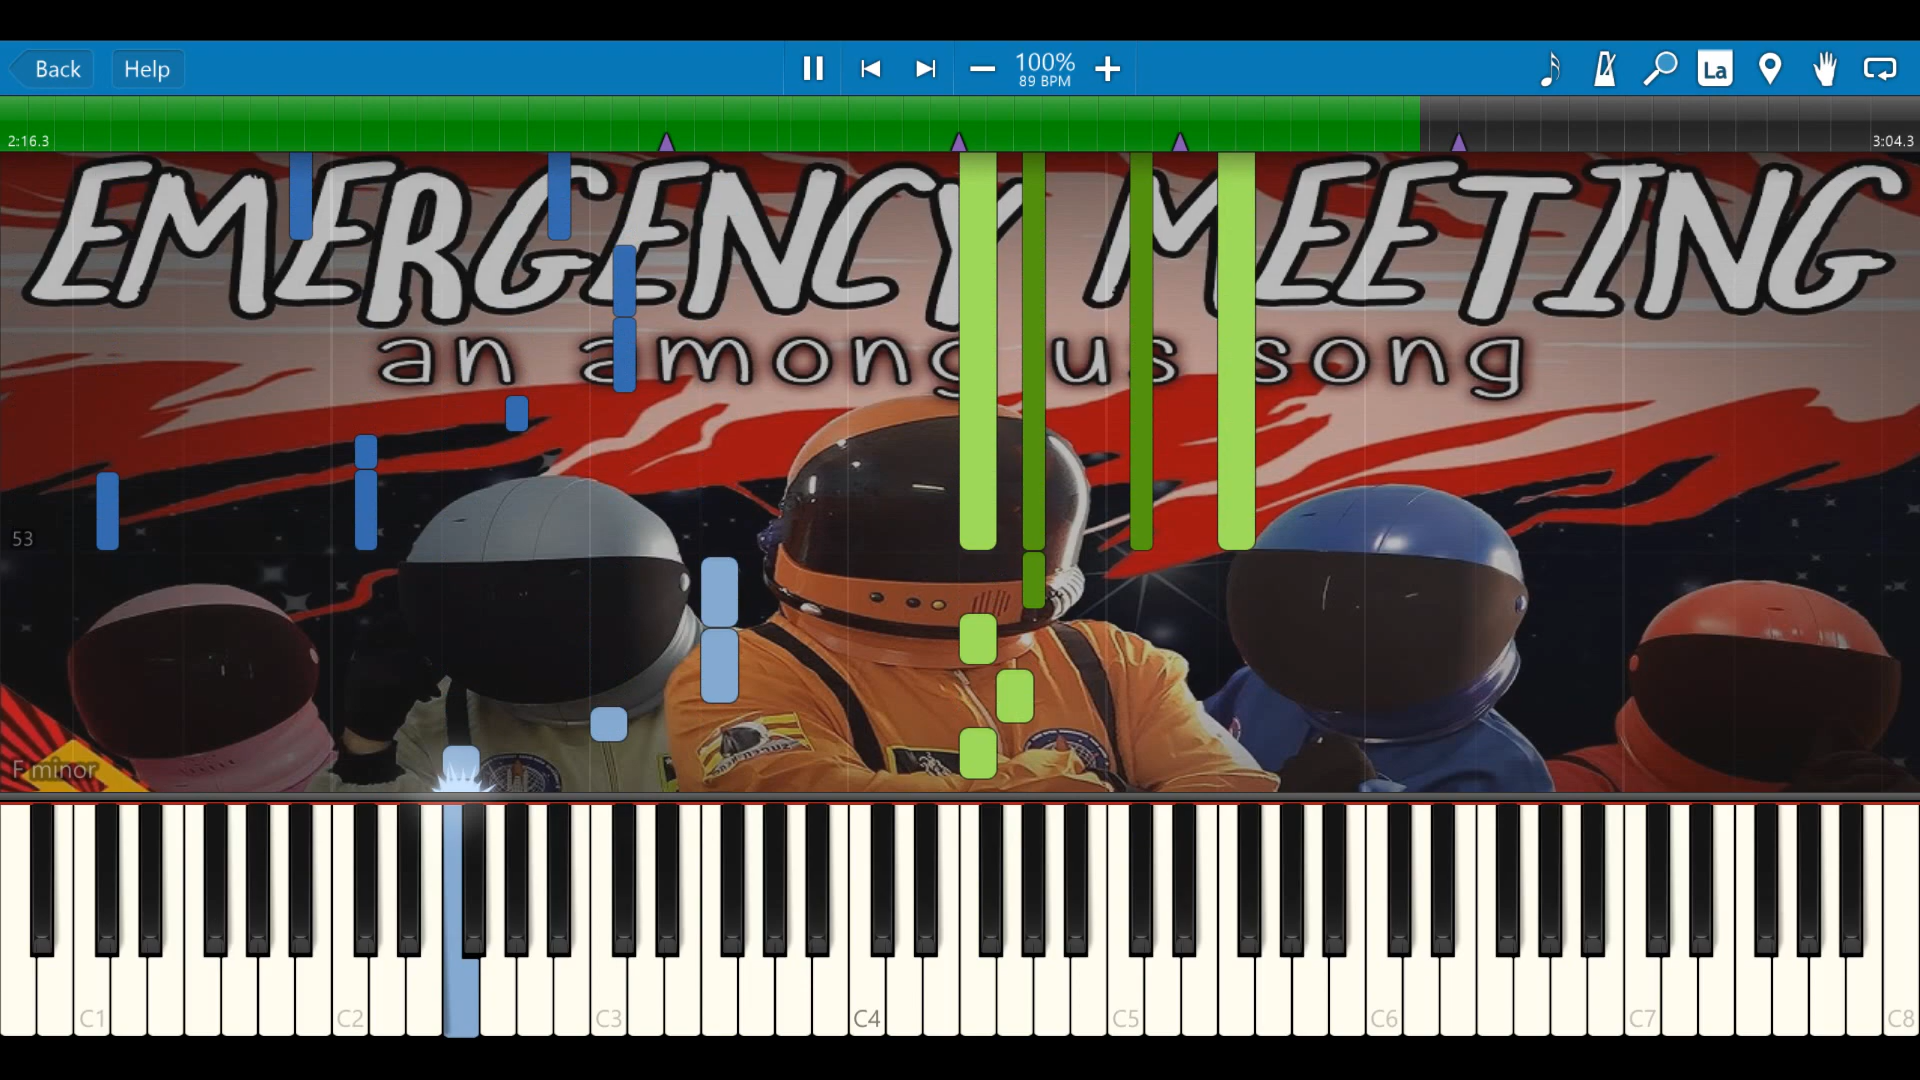 Back
Help
100%
89 BPM
La
2:16.3
3:04.3
EMERGENCY MEETING
an among us song
53
F minor
C1
C2
C3
C4
C5
C6
C7
C8